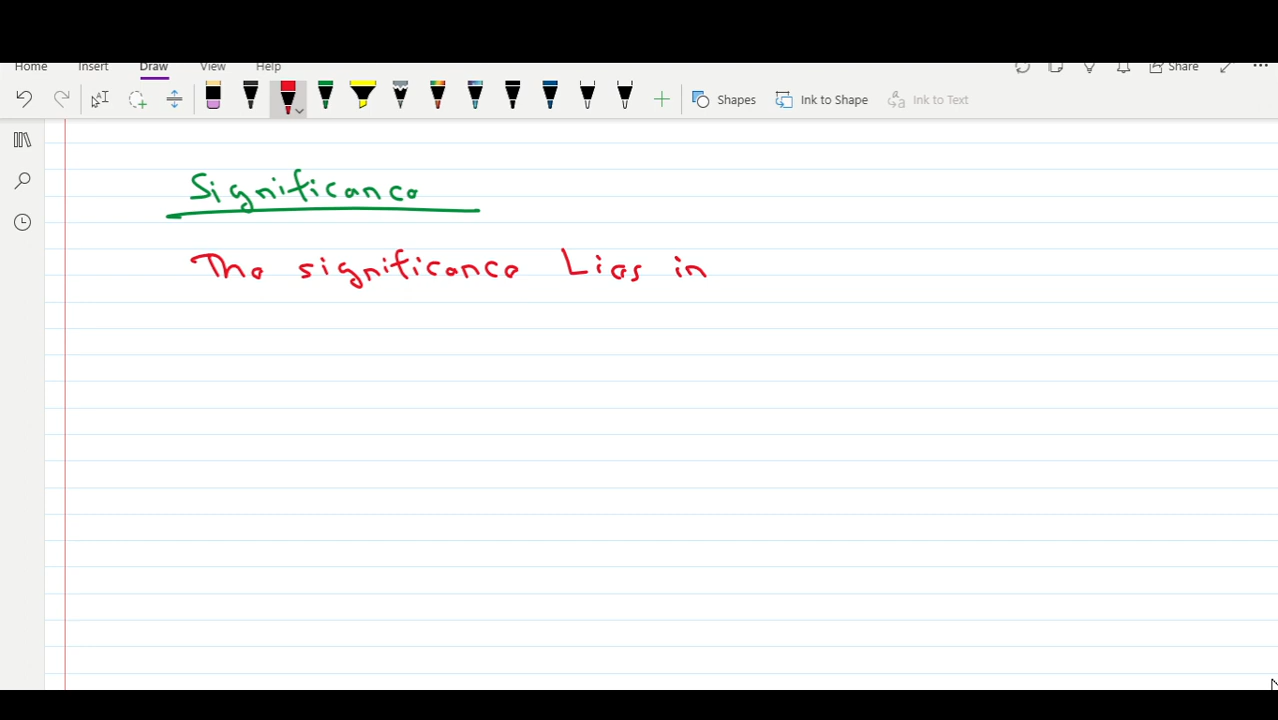 Home Insert Draw View Help Share
Shapes Ink to Shape Ink to Text
Significance
The significance Lies in